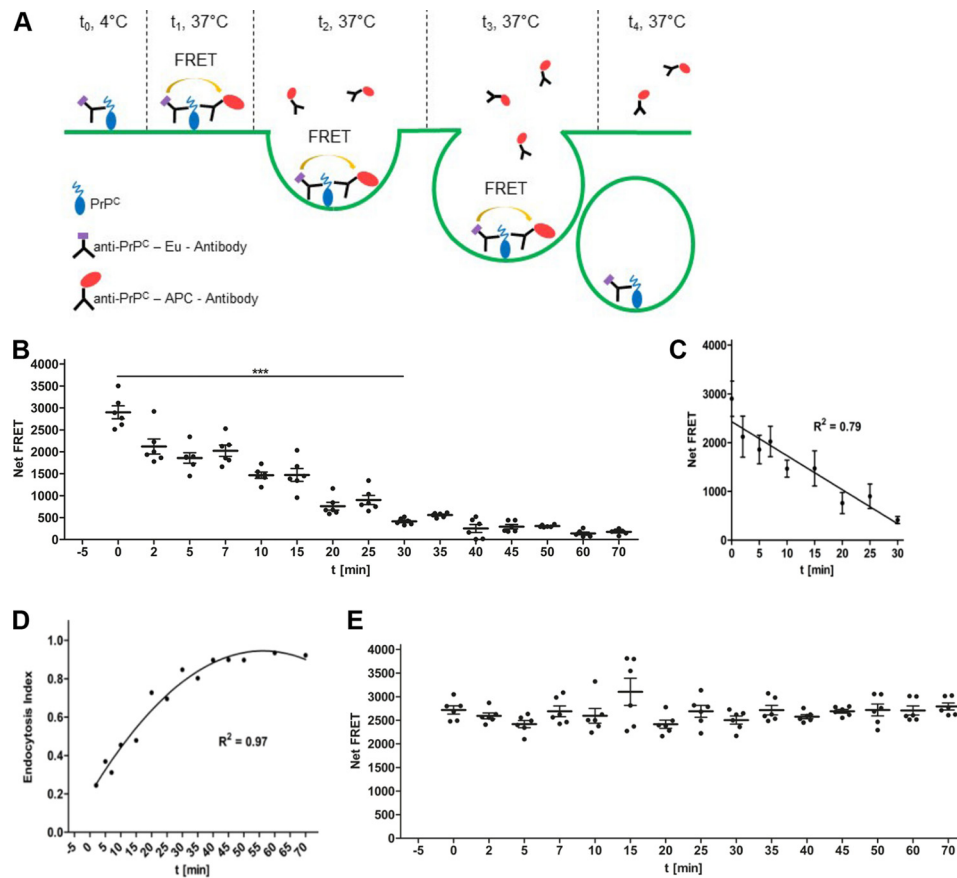 A
t₀, 4°C t₁, 37°C t₂, 37°C t₃, 37°C t₄, 37°C
FRET
FRET
FRET
PrPᶜ
anti-PrPᶜ – Eu - Antibody
anti-PrPᶜ – APC - Antibody
B
***
Net FRET
4000
3500
3000
2500
2000
1500
1000
500
0
-5 0 2 5 7 10 15 20 25 30 35 40 45 50 60 70
t [min]
C
R² = 0.79
Net FRET
4000
3000
2000
1000
0
0 5 10 15 20 25 30
t [min]
D
R² = 0.97
Endocytosis Index
1.0
0.8
0.6
0.4
0.2
0.0
-5 0 5 10 15 20 25 30 35 40 45 50 55 60 65 70
t [min]
E
Net FRET
4000
3500
3000
2500
2000
1500
1000
500
0
-5 0 2 5 7 10 15 20 25 30 35 40 45 50 60 70
t [min]